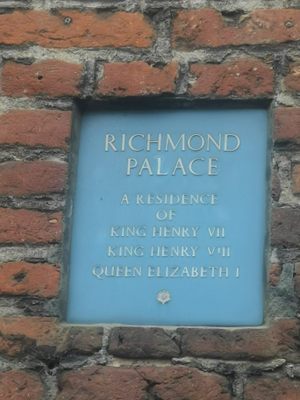 RICHMOND
PALACE
A RESIDENCE
OF
KING HENRY VII
KING HENRY VIII
QUEEN ELIZABETH I